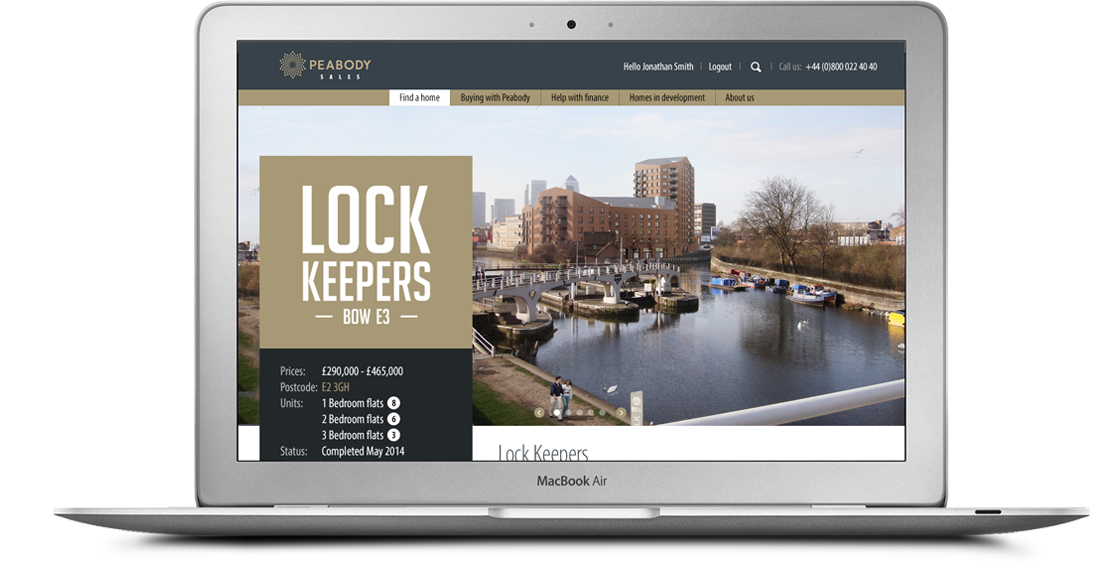 PEABODY
SALES
Hello Jonathan Smith | Logout | Call us: +44 (0)800 022 40 40
Find a home Buying with Peabody Help with finance Homes in development About us
LOCK
KEEPERS
BOW E3
Prices: £290,000 - £465,000
Postcode: E2 3GH
Units: 1 Bedroom flats 8
2 Bedroom flats 6
3 Bedroom flats 3
Status: Completed May 2014
Lock Keepers
MacBook Air